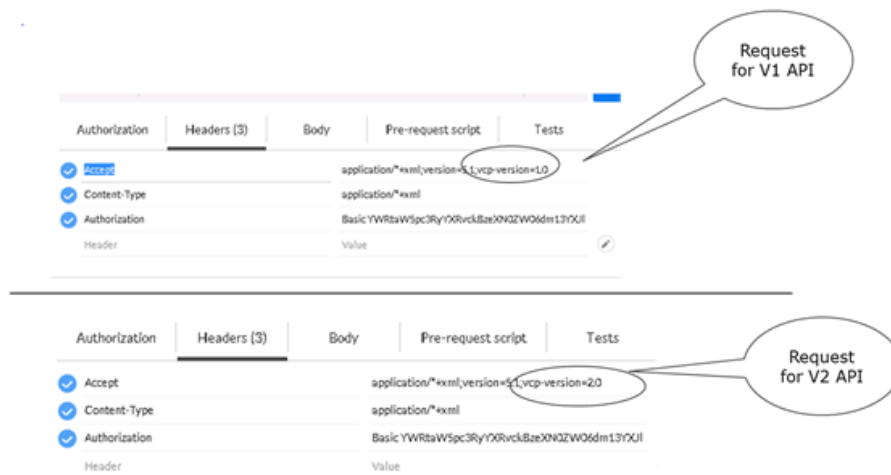 Request
for V1 API
Authorization Headers (3) Body Pre-request script Tests
Accept application/*+xml;version=5.1;vcp-version=1.0
Content-Type application/*+xml
Authorization Basic
Header Value
Authorization Headers (3) Body Pre-request script Tests
Request
for V2 API
Accept application/*+xml;version=5.1;vcp-version=2.0
Content-Type application/*+xml
Authorization Basic
Header Value